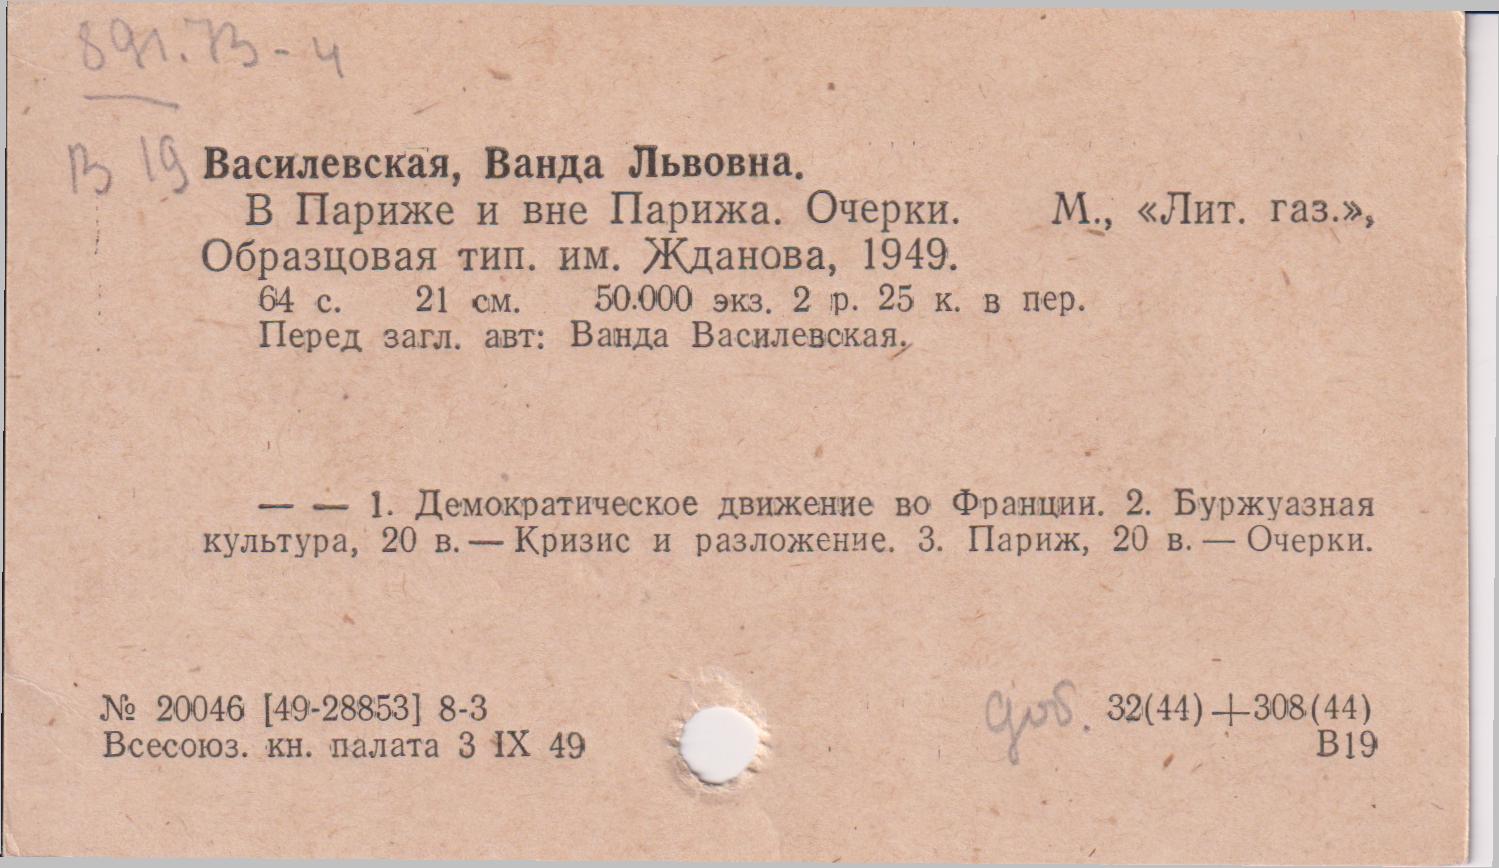 891.7В-4
В 19
Василевская, Ванда Львовна.
В Париже и вне Парижа. Очерки. М., «Лит. газ.»,
Образцовая тип. им. Жданова, 1949.
64 с. 21 см. 50.000 экз. 2 р. 25 к. в пер.
Перед загл. авт: Ванда Василевская.
— — 1. Демократическое движение во Франции. 2. Буржуазная
культура, 20 в. — Кризис и разложение. 3. Париж, 20 в. — Очерки.
№ 20046 [49-28853] 8-3
Всесоюз. кн. палата 3 IX 49
доб. 32(44)+308(44)
В19